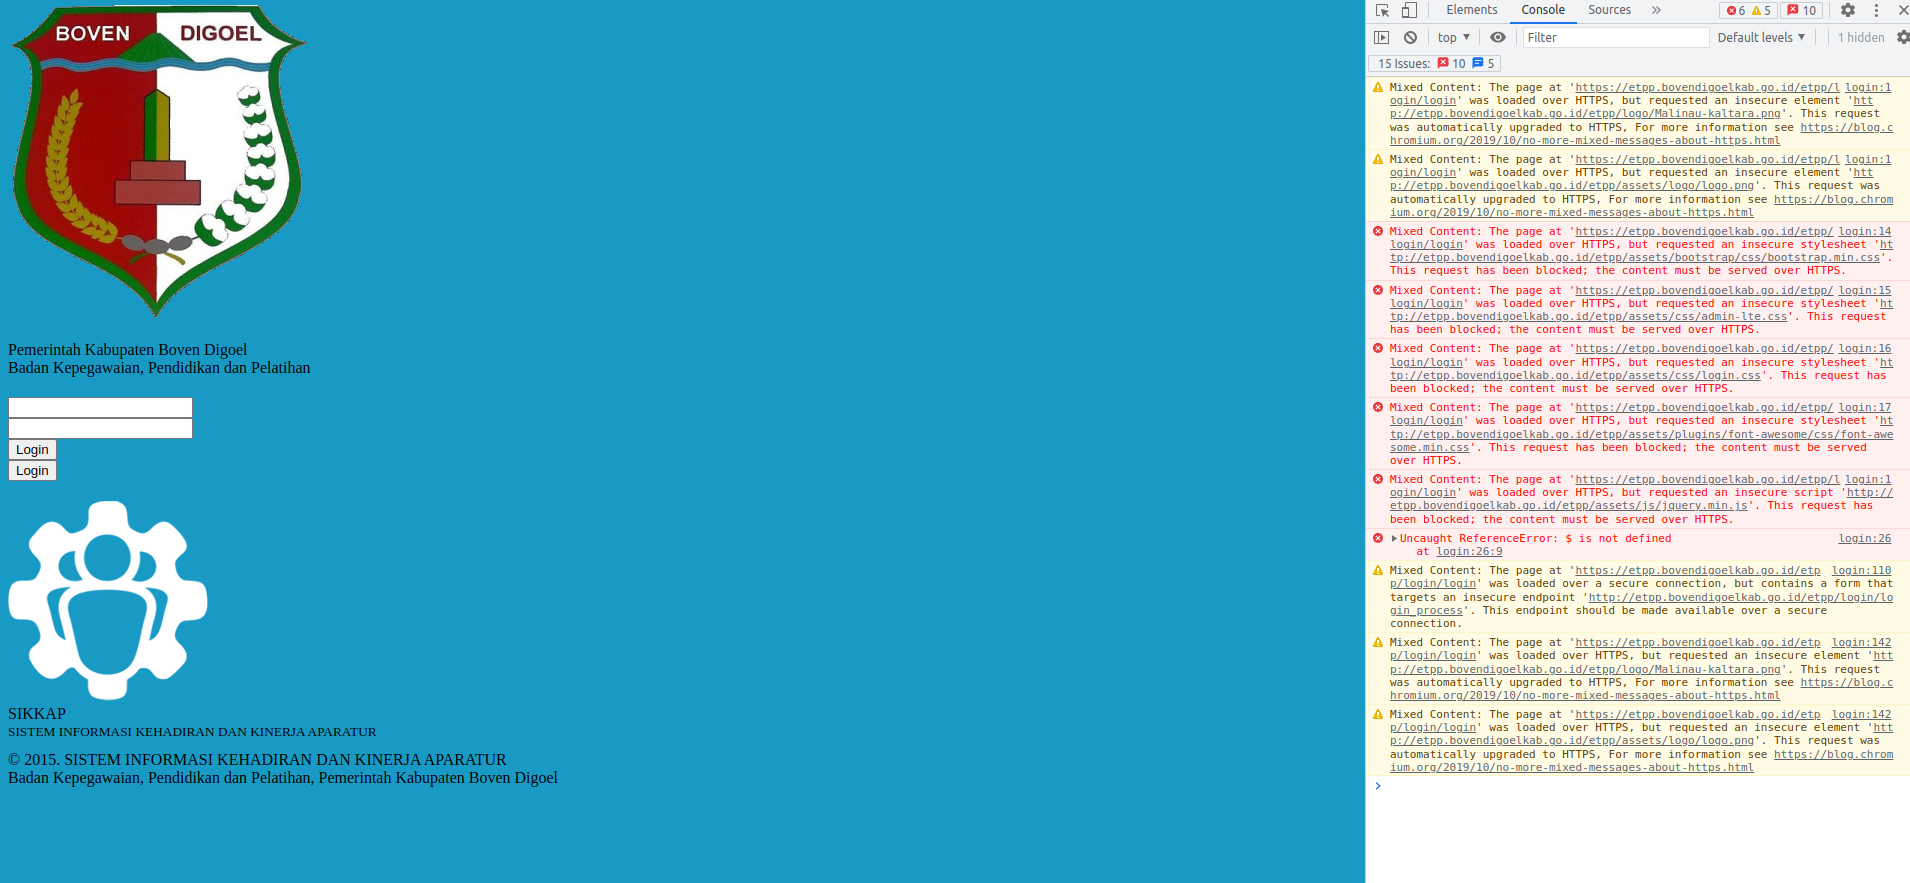 BOVEN DIGOEL
Pemerintah Kabupaten Boven Digoel
Badan Kepegawaian, Pendidikan dan Pelatihan
Login
Login
SIKKAP
SISTEM INFORMASI KEHADIRAN DAN KINERJA APARATUR
© 2015. SISTEM INFORMASI KEHADIRAN DAN KINERJA APARATUR
Badan Kepegawaian, Pendidikan dan Pelatihan, Pemerintah Kabupaten Boven Digoel
Elements Console Sources » 6 5 10
top Filter Default levels 1 hidden
15 Issues: 10 5
Mixed Content: The page at 'https://etpp.bovendigoelkab.go.id/etpp/l login:1
ogin/login' was loaded over HTTPS, but requested an insecure element 'htt
p://etpp.bovendigoelkab.go.id/etpp/logo/Malinau-kaltara.png'. This request
was automatically upgraded to HTTPS, For more information see https://blog.c
hromium.org/2019/10/no-more-mixed-messages-about-https.html
Mixed Content: The page at 'https://etpp.bovendigoelkab.go.id/etpp/l login:1
ogin/login' was loaded over HTTPS, but requested an insecure element 'htt
p://etpp.bovendigoelkab.go.id/etpp/assets/logo/logo.png'. This request was
automatically upgraded to HTTPS, For more information see https://blog.chrom
ium.org/2019/10/no-more-mixed-messages-about-https.html
Mixed Content: The page at 'https://etpp.bovendigoelkab.go.id/etpp/ login:14
login/login' was loaded over HTTPS, but requested an insecure stylesheet 'ht
tp://etpp.bovendigoelkab.go.id/etpp/assets/bootstrap/css/bootstrap.min.css'.
This request has been blocked; the content must be served over HTTPS.
Mixed Content: The page at 'https://etpp.bovendigoelkab.go.id/etpp/ login:15
login/login' was loaded over HTTPS, but requested an insecure stylesheet 'ht
tp://etpp.bovendigoelkab.go.id/etpp/assets/css/admin-lte.css'. This request
has been blocked; the content must be served over HTTPS.
Mixed Content: The page at 'https://etpp.bovendigoelkab.go.id/etpp/ login:16
login/login' was loaded over HTTPS, but requested an insecure stylesheet 'ht
tp://etpp.bovendigoelkab.go.id/etpp/assets/css/login.css'. This request has
been blocked; the content must be served over HTTPS.
Mixed Content: The page at 'https://etpp.bovendigoelkab.go.id/etpp/ login:17
login/login' was loaded over HTTPS, but requested an insecure stylesheet 'ht
tp://etpp.bovendigoelkab.go.id/etpp/assets/plugins/font-awesome/css/font-awe
some.min.css'. This request has been blocked; the content must be served
over HTTPS.
Mixed Content: The page at 'https://etpp.bovendigoelkab.go.id/etpp/l login:1
ogin/login' was loaded over HTTPS, but requested an insecure script 'http://
etpp.bovendigoelkab.go.id/etpp/assets/js/jquery.min.js'. This request has
been blocked; the content must be served over HTTPS.
Uncaught ReferenceError: $ is not defined login:26
at login:26:9
Mixed Content: The page at 'https://etpp.bovendigoelkab.go.id/etp login:110
p/login/login' was loaded over a secure connection, but contains a form that
targets an insecure endpoint 'http://etpp.bovendigoelkab.go.id/etpp/login/lo
gin_process'. This endpoint should be made available over a secure
connection.
Mixed Content: The page at 'https://etpp.bovendigoelkab.go.id/etp login:142
p/login/login' was loaded over HTTPS, but requested an insecure element 'htt
p://etpp.bovendigoelkab.go.id/etpp/logo/Malinau-kaltara.png'. This request
was automatically upgraded to HTTPS, For more information see https://blog.c
hromium.org/2019/10/no-more-mixed-messages-about-https.html
Mixed Content: The page at 'https://etpp.bovendigoelkab.go.id/etp login:142
p/login/login' was loaded over HTTPS, but requested an insecure element 'htt
p://etpp.bovendigoelkab.go.id/etpp/assets/logo/logo.png'. This request was
automatically upgraded to HTTPS, For more information see https://blog.chrom
ium.org/2019/10/no-more-mixed-messages-about-https.html